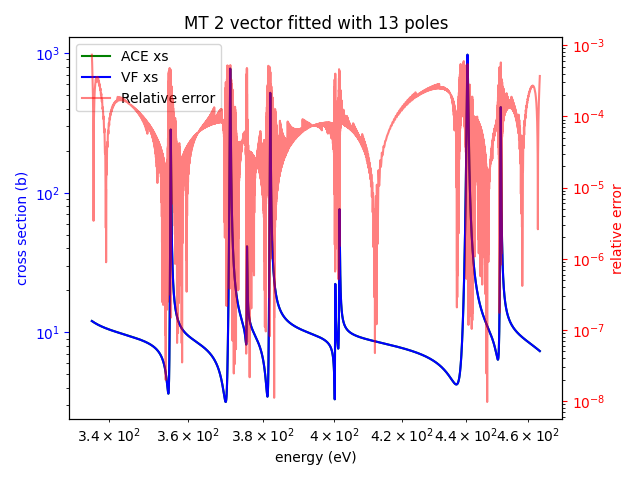 MT 2 vector fitted with 13 poles
ACE xs
VF xs
Relative error
cross section (b)
10³
10²
10¹
relative error
10⁻³
10⁻⁴
10⁻⁵
10⁻⁶
10⁻⁷
10⁻⁸
3.4 × 10² 3.6 × 10² 3.8 × 10² 4 × 10² 4.2 × 10² 4.4 × 10² 4.6 × 10²
energy (eV)